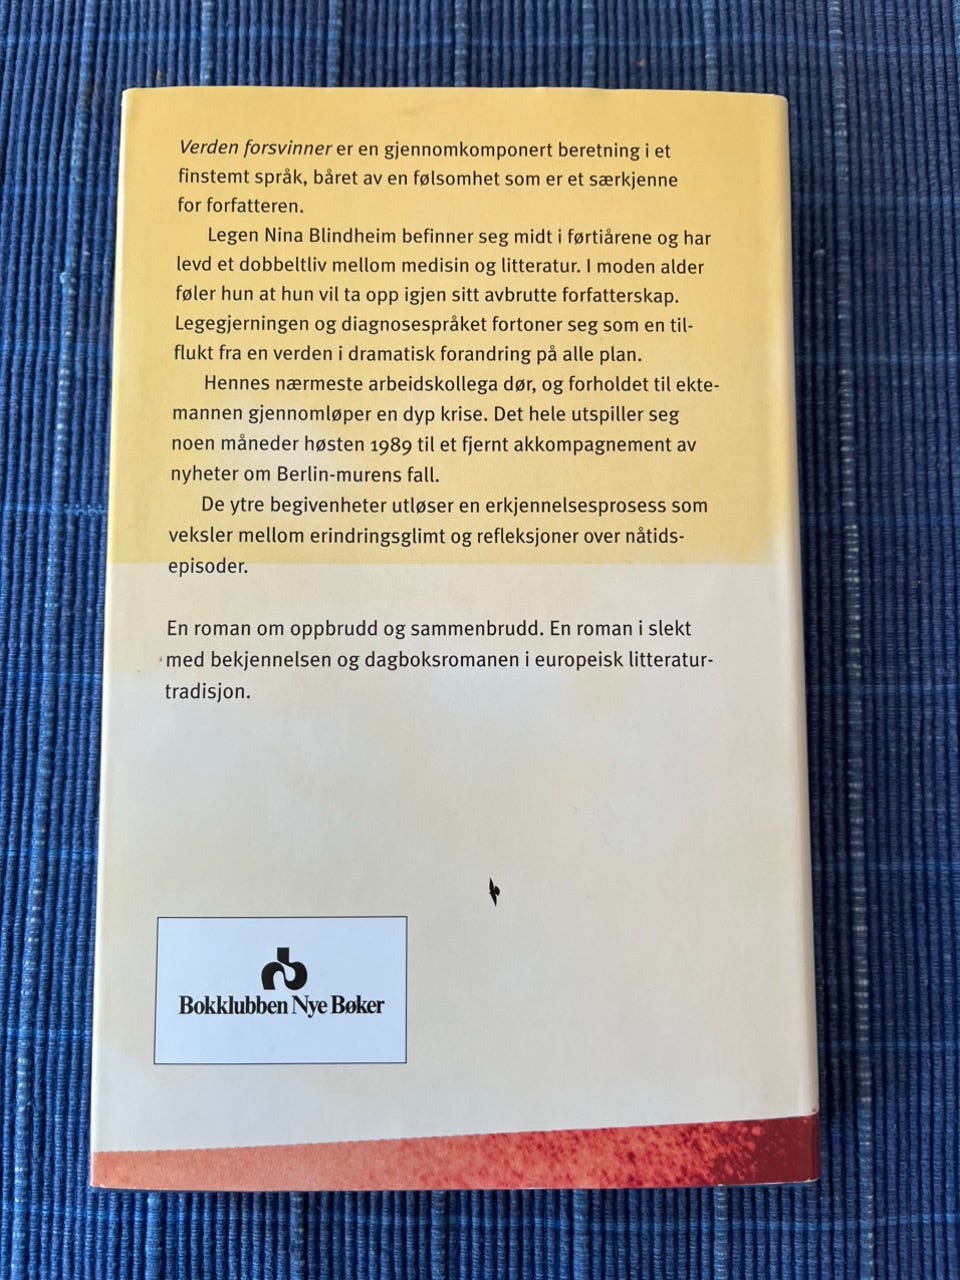 Verden forsvinner er en gjennomkomponert beretning i et
finstemt språk, båret av en følsomhet som er et særkjenne
for forfatteren.
Legen Nina Blindheim befinner seg midt i førtiårene og har
levd et dobbeltliv mellom medisin og litteratur. I moden alder
føler hun at hun vil ta opp igjen sitt avbrutte forfatterskap.
Legegjerningen og diagnosespråket fortoner seg som en til-
flukt fra en verden i dramatisk forandring på alle plan.
Hennes nærmeste arbeidskollega dør, og forholdet til ekte-
mannen gjennomløper en dyp krise. Det hele utspiller seg
noen måneder høsten 1989 til et fjernt akkompagnement av
nyheter om Berlin-murens fall.
De ytre begivenheter utløser en erkjennelsesprosess som
veksler mellom erindringsglimt og refleksjoner over nåtids-
episoder.
En roman om oppbrudd og sammenbrudd. En roman i slekt
med bekjennelsen og dagboksromanen i europeisk litteratur-
tradisjon.
Bokklubben Nye Bøker